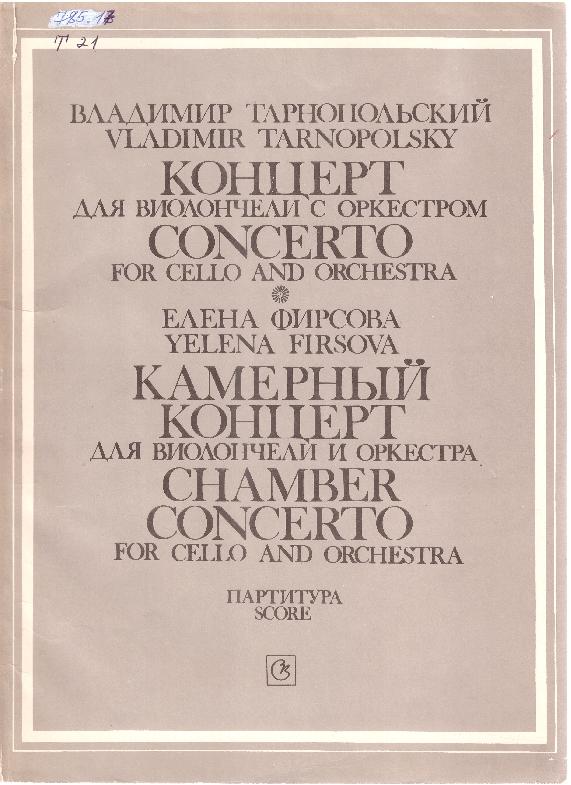 785.13
Т 21
ВЛАДИМИР ТАРНОПОЛЬСКИЙ
VLADIMIR TARNOPOLSKY
КОНЦЕРТ
ДЛЯ ВИОЛОНЧЕЛИ С ОРКЕСТРОМ
CONCERTO
FOR CELLO AND ORCHESTRA
ЕЛЕНА ФИРСОВА
YELENA FIRSOVA
КАМЕРНЫЙ
КОНЦЕРТ
ДЛЯ ВИОЛОНЧЕЛИ И ОРКЕСТРА
CHAMBER
CONCERTO
FOR CELLO AND ORCHESTRA
ПАРТИТУРА
SCORE